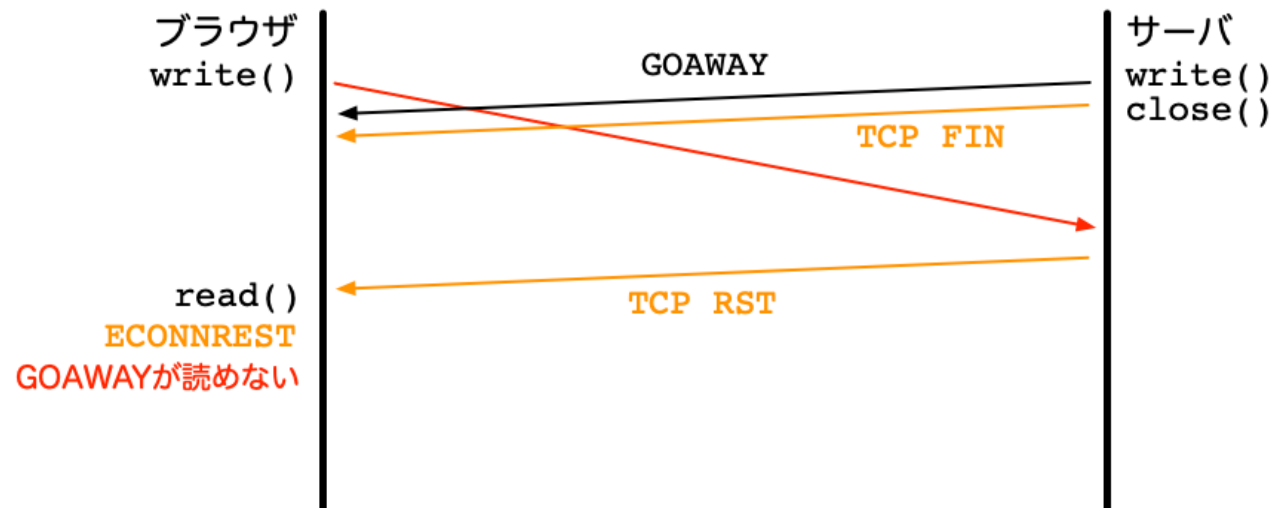 ブラウザ
write()
GOAWAY
サーバ
write()
close()
TCP FIN
read()
TCP RST
ECONNREST
GOAWAYが読めない